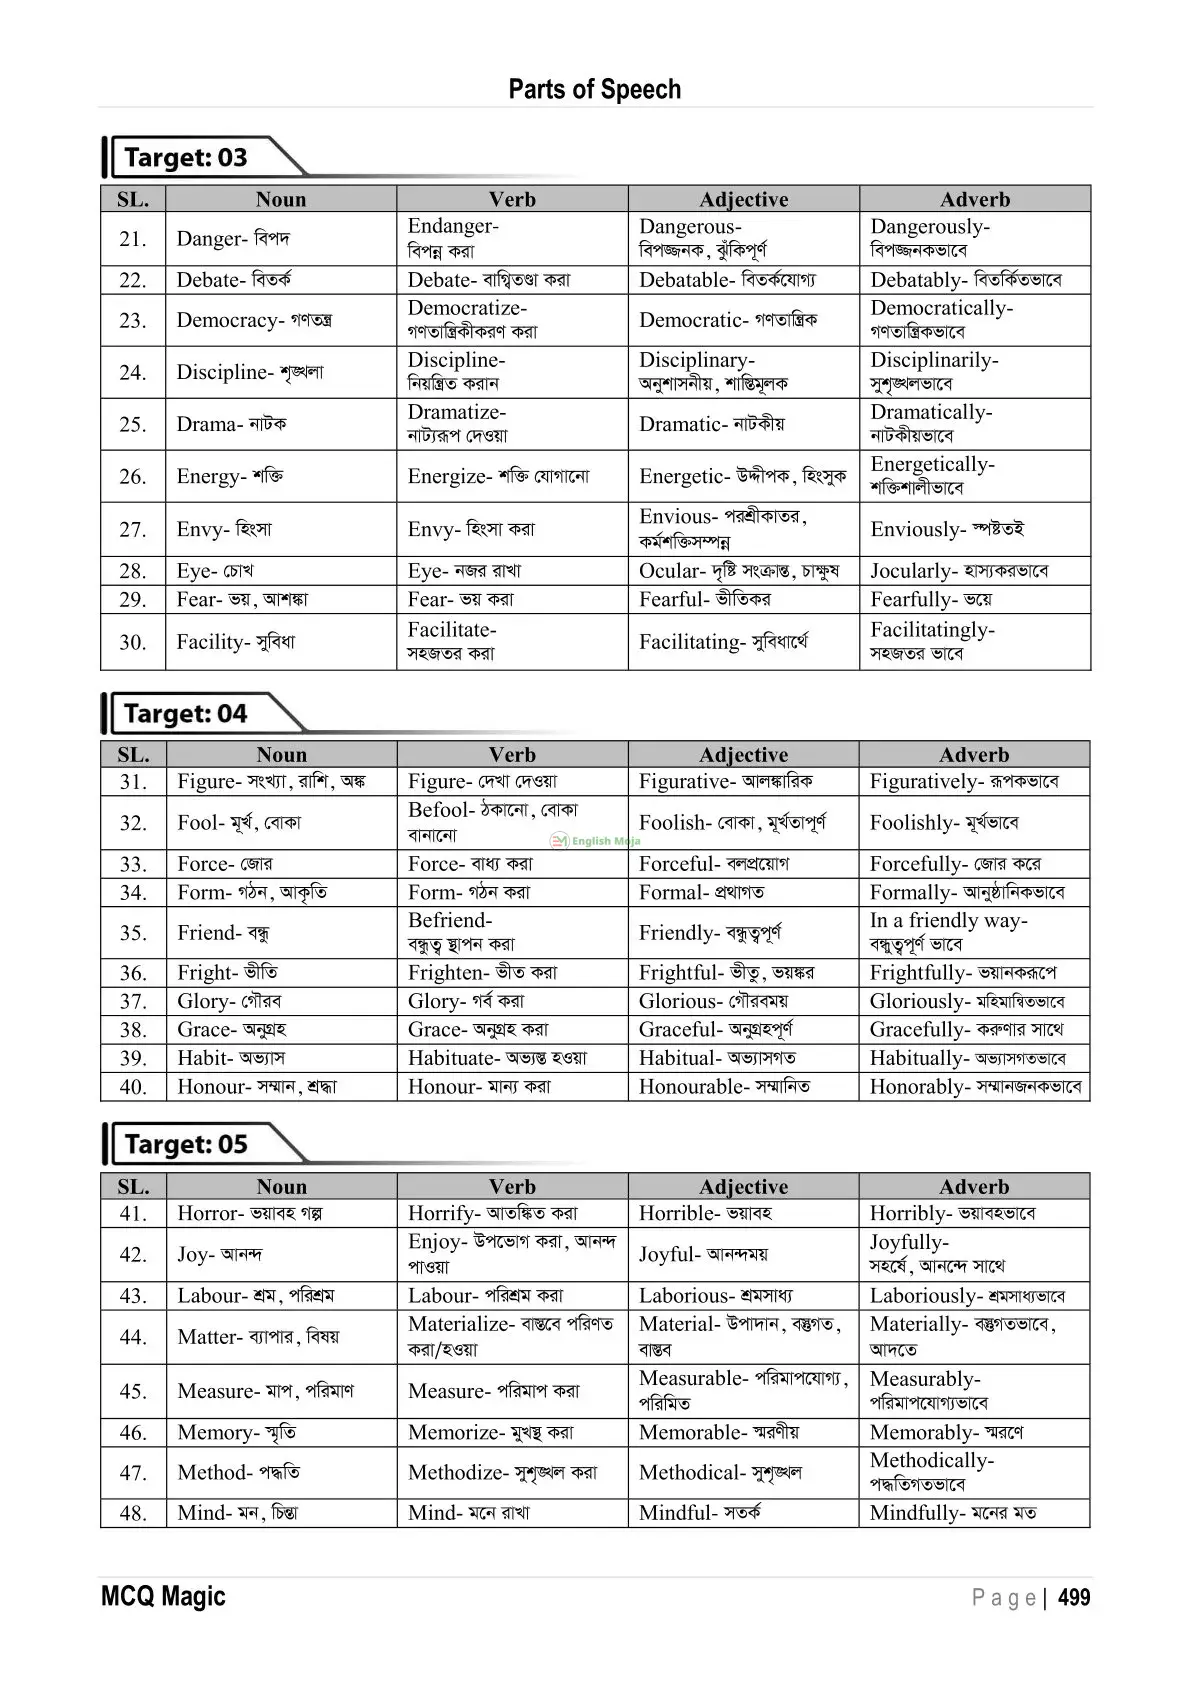 Parts of Speech
Target: 03
SL. Noun Verb Adjective Adverb
21. Danger- বিপদ Endanger- বিপন্ন করা Dangerous- বিপজ্জনক, ঝুঁকিপূর্ণ Dangerously- বিপজ্জনকভাবে
22. Debate- বিতর্ক Debate- বাগ্বিতণ্ডা করা Debatable- বিতর্কযোগ্য Debatably- বিতর্কিতভাবে
23. Democracy- গণতন্ত্র Democratize- গণতান্ত্রিকীকরণ করা Democratic- গণতান্ত্রিক Democratically- গণতান্ত্রিকভাবে
24. Discipline- শৃঙ্খলা Discipline- নিয়ন্ত্রিত করান Disciplinary- অনুশাসনীয়, শাস্তিমূলক Disciplinarily- সুশৃঙ্খলভাবে
25. Drama- নাটক Dramatize- নাট্যরূপ দেওয়া Dramatic- নাটকীয় Dramatically- নাটকীয়ভাবে
26. Energy- শক্তি Energize- শক্তি যোগানো Energetic- উদ্দীপক, হিংসুক Energetically- শক্তিশালীভাবে
27. Envy- হিংসা Envy- হিংসা করা Envious- পরশ্রীকাতর, কর্মশক্তিসম্পন্ন Enviously- স্পষ্টতই
28. Eye- চোখ Eye- নজর রাখা Ocular- দৃষ্টি সংক্রান্ত, চাক্ষুষ Jocularly- হাস্যকরভাবে
29. Fear- ভয়, আশঙ্কা Fear- ভয় করা Fearful- ভীতিকর Fearfully- ভয়ে
30. Facility- সুবিধা Facilitate- সহজতর করা Facilitating- সুবিধার্থে Facilitatingly- সহজতর ভাবে
Target: 04
SL. Noun Verb Adjective Adverb
31. Figure- সংখ্যা, রাশি, অঙ্ক Figure- দেখা দেওয়া Figurative- আলঙ্কারিক Figuratively- রূপকভাবে
32. Fool- মূর্খ, বোকা Befool- ঠকানো, বোকা বানানো Foolish- বোকা, মূর্খতাপূর্ণ Foolishly- মূর্খভাবে
English Moja
33. Force- জোর Force- বাধ্য করা Forceful- বলপ্রয়োগ Forcefully- জোর করে
34. Form- গঠন, আকৃতি Form- গঠন করা Formal- প্রথাগত Formally- আনুষ্ঠানিকভাবে
35. Friend- বন্ধু Befriend- বন্ধুত্ব স্থাপন করা Friendly- বন্ধুত্বপূর্ণ In a friendly way- বন্ধুত্বপূর্ণ ভাবে
36. Fright- ভীতি Frighten- ভীত করা Frightful- ভীতু, ভয়ঙ্কর Frightfully- ভয়ানকরূপে
37. Glory- গৌরব Glory- গর্ব করা Glorious- গৌরবময় Gloriously- মহিমান্বিতভাবে
38. Grace- অনুগ্রহ Grace- অনুগ্রহ করা Graceful- অনুগ্রহপূর্ণ Gracefully- করুণার সাথে
39. Habit- অভ্যাস Habituate- অভ্যস্ত হওয়া Habitual- অভ্যাসগত Habitually- অভ্যাসগতভাবে
40. Honour- সম্মান, শ্রদ্ধা Honour- মান্য করা Honourable- সম্মানিত Honorably- সম্মানজনকভাবে
Target: 05
SL. Noun Verb Adjective Adverb
41. Horror- ভয়াবহ গল্প Horrify- আতঙ্কিত করা Horrible- ভয়াবহ Horribly- ভয়াবহভাবে
42. Joy- আনন্দ Enjoy- উপভোগ করা, আনন্দ পাওয়া Joyful- আনন্দময় Joyfully- সহর্ষে, আনন্দে সাথে
43. Labour- শ্রম, পরিশ্রম Labour- পরিশ্রম করা Laborious- শ্রমসাধ্য Laboriously- শ্রমসাধ্যভাবে
44. Matter- ব্যাপার, বিষয় Materialize- বাস্তবে পরিণত করা/হওয়া Material- উপাদান, বস্তুগত, বাস্তব Materially- বস্তুগতভাবে, আদতে
45. Measure- মাপ, পরিমাণ Measure- পরিমাপ করা Measurable- পরিমাপযোগ্য, পরিমিত Measurably- পরিমাপযোগ্যভাবে
46. Memory- স্মৃতি Memorize- মুখস্থ করা Memorable- স্মরণীয় Memorably- স্মরণে
47. Method- পদ্ধতি Methodize- সুশৃঙ্খল করা Methodical- সুশৃঙ্খল Methodically- পদ্ধতিগতভাবে
48. Mind- মন, চিন্তা Mind- মনে রাখা Mindful- সতর্ক Mindfully- মনের মত
MCQ Magic Page| 499